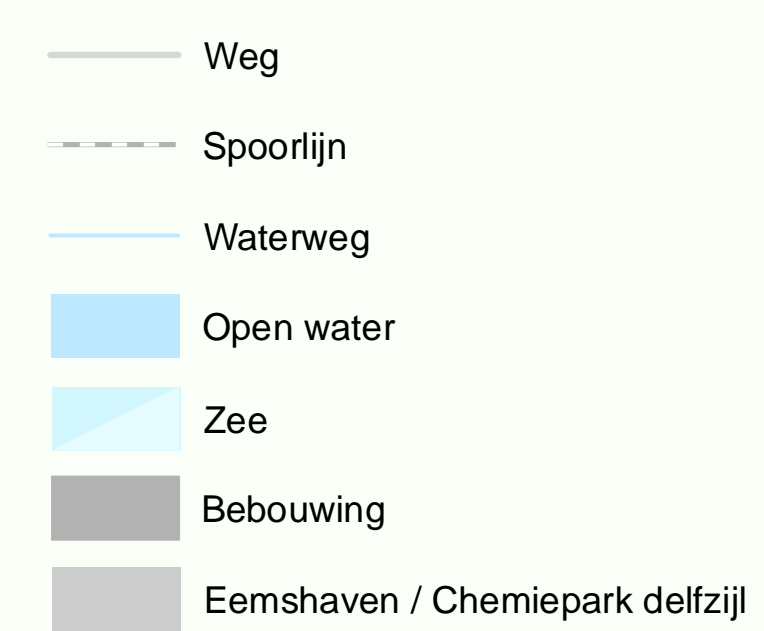 Weg
Spoorlijn
Waterweg
Open water
Zee
Bebouwing
Eemshaven / Chemiepark delfzijl